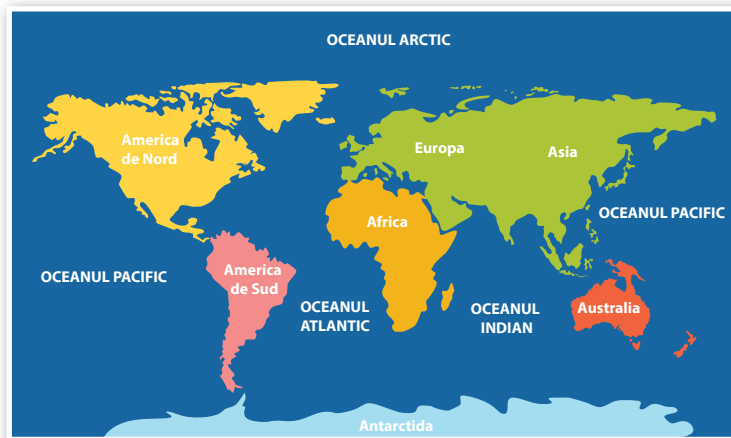 OCEANUL ARCTIC
America
de Nord
Europa
Asia
Africa
OCEANUL PACIFIC
OCEANUL PACIFIC
America
de Sud
OCEANUL
ATLANTIC
OCEANUL
INDIAN
Australia
Antarctida